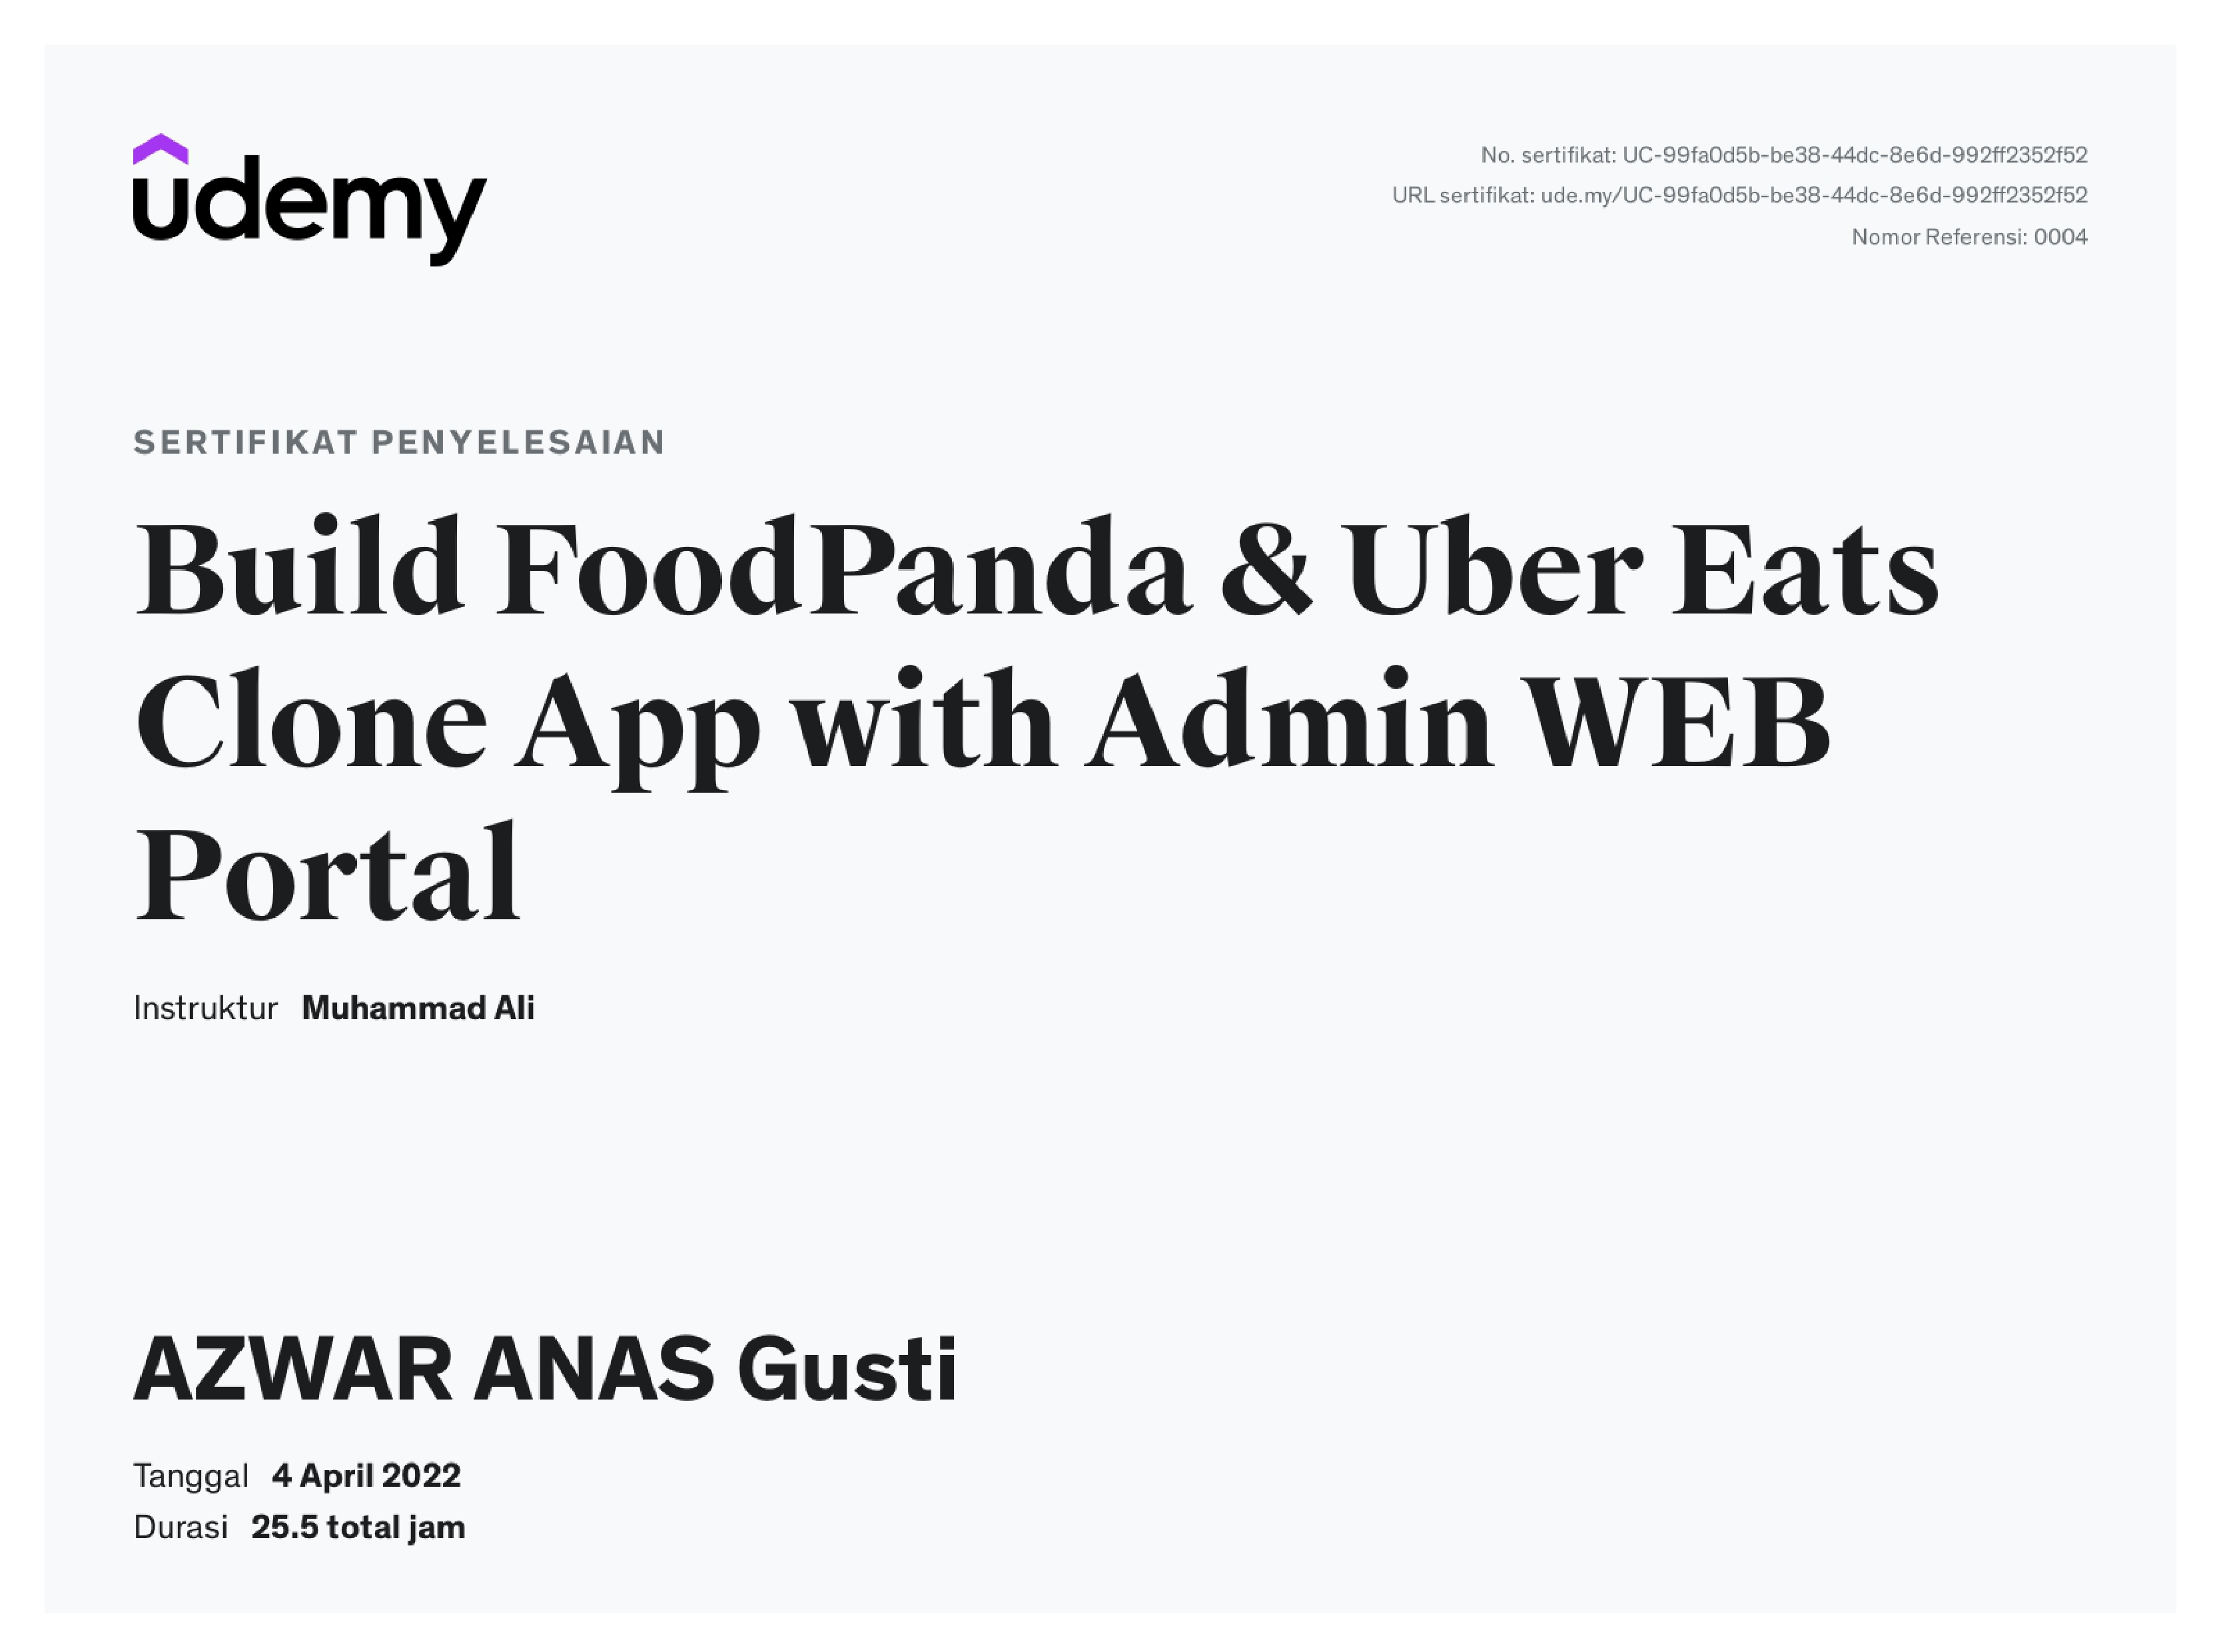 udemy
No. sertifikat: UC-99fa0d5b-be38-44dc-8e6d-992ff2352f52
URL sertifikat: ude.my/UC-99fa0d5b-be38-44dc-8e6d-992ff2352f52
Nomor Referensi: 0004
SERTIFIKAT PENYELESAIAN
Build FoodPanda & Uber Eats
Clone App with Admin WEB
Portal
Instruktur Muhammad Ali
AZWAR ANAS Gusti
Tanggal 4 April 2022
Durasi 25.5 total jam